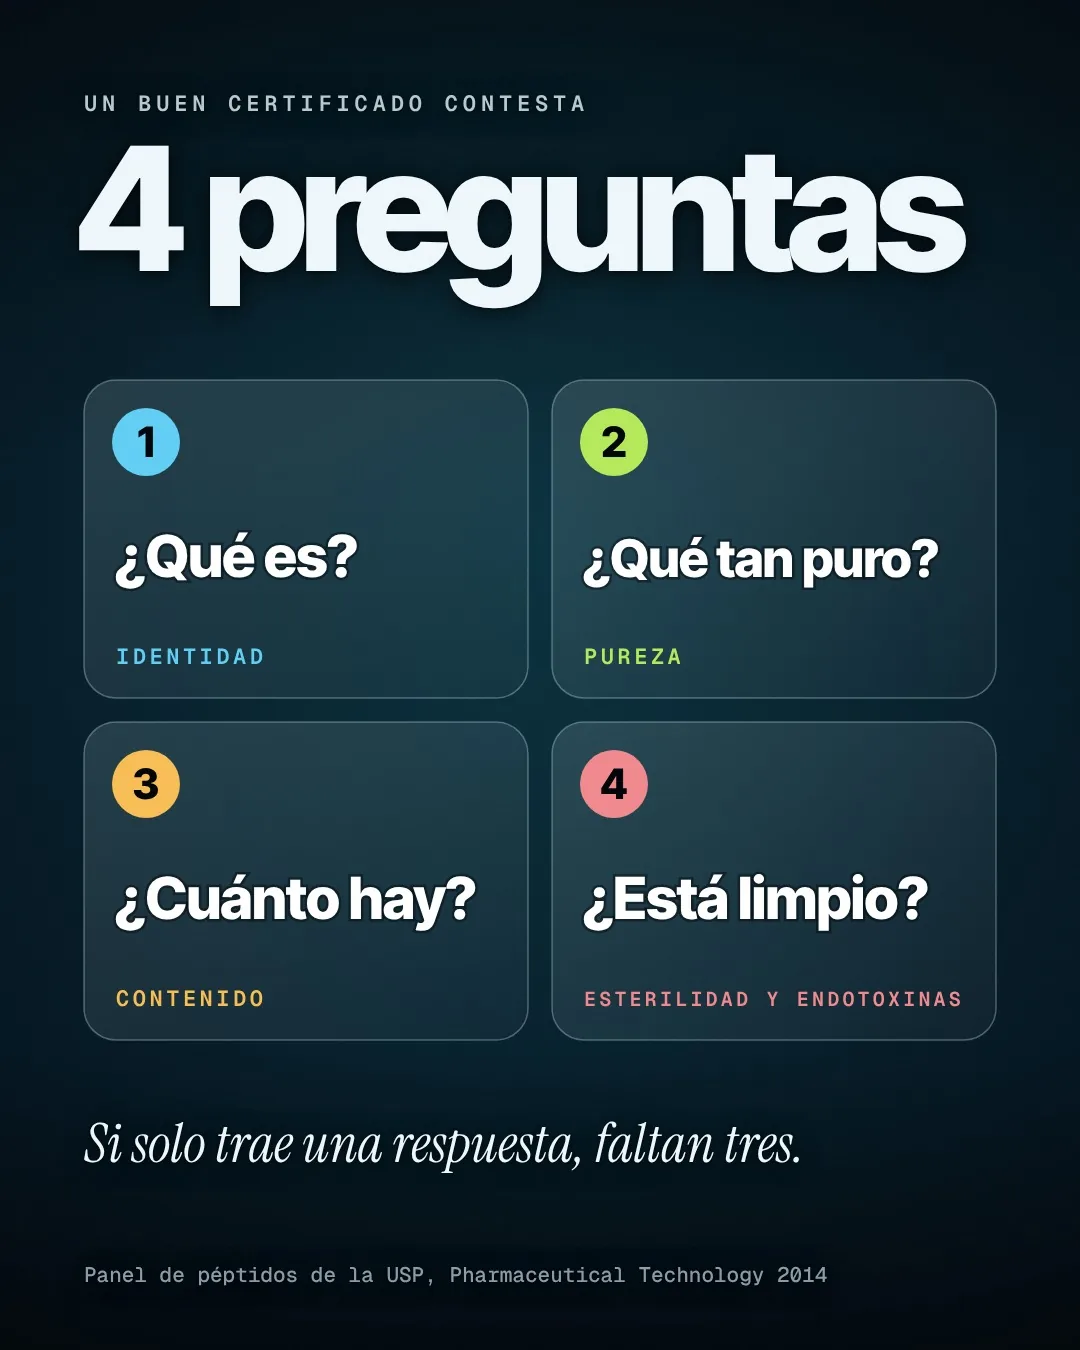 UN BUEN CERTIFICADO CONTESTA
4 preguntas
1
¿Qué es?
IDENTIDAD
2
¿Qué tan puro?
PUREZA
3
¿Cuánto hay?
CONTENIDO
4
¿Está limpio?
ESTERILIDAD Y ENDOTOXINAS
Si solo trae una respuesta, faltan tres.
Panel de péptidos de la USP, Pharmaceutical Technology 2014